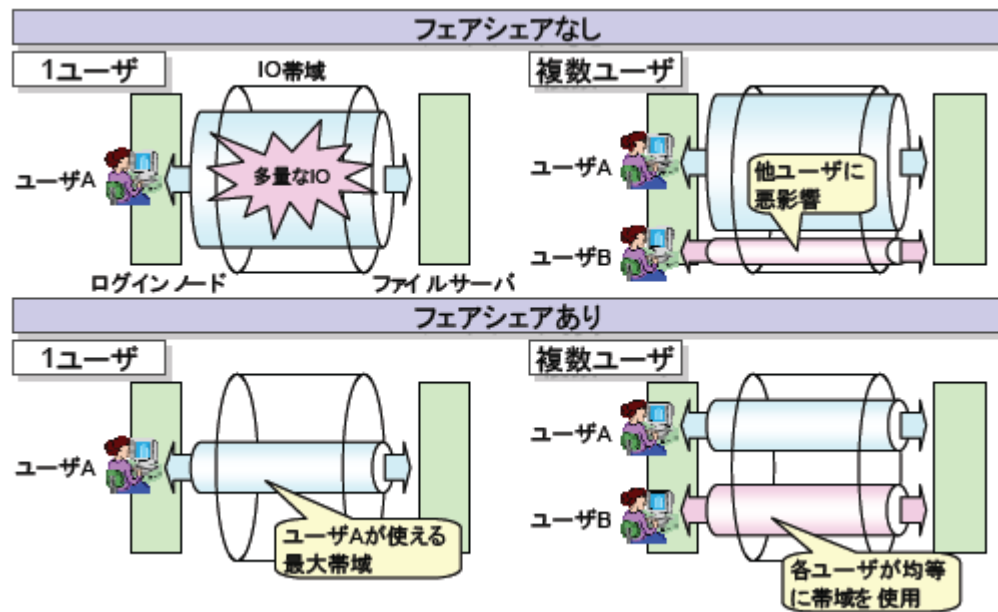 フェアシェアなし
1ユーザ
IO帯域
ユーザA
多量なIO
ログインノード
ファイルサーバ
複数ユーザ
ユーザA
他ユーザに
悪影響
ユーザB
フェアシェアあり
1ユーザ
ユーザA
ユーザAが使える
最大帯域
複数ユーザ
ユーザA
ユーザB
各ユーザが均等
に帯域を使用